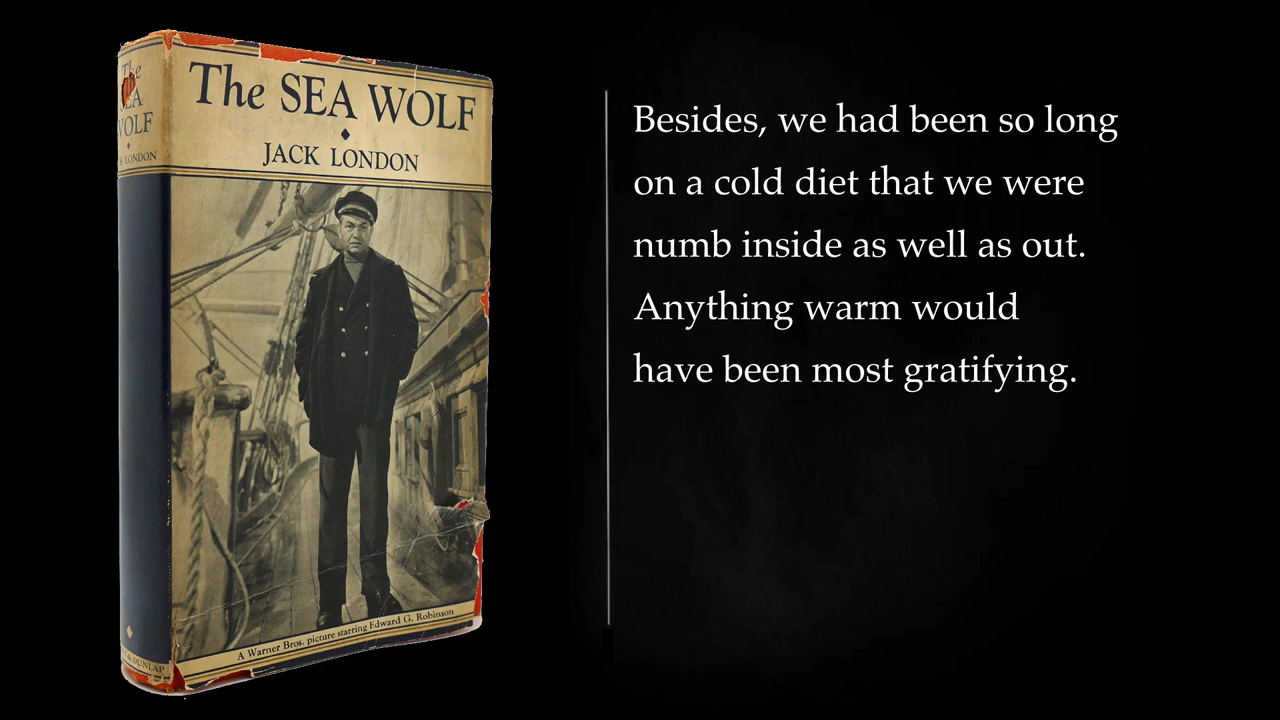 The
SEA
WOLF
LONDON
DUNLAP
The SEA WOLF
JACK LONDON
A Warner Bros. picture starring Edward G. Robinson
Besides, we had been so long
on a cold diet that we were
numb inside as well as out.
Anything warm would
have been most gratifying.